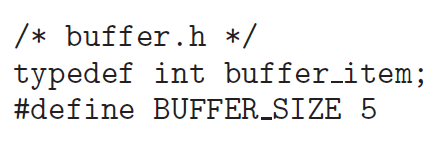 /* buffer.h */
typedef int buffer_item;
#define BUFFER_SIZE 5